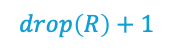 drop(R) + 1